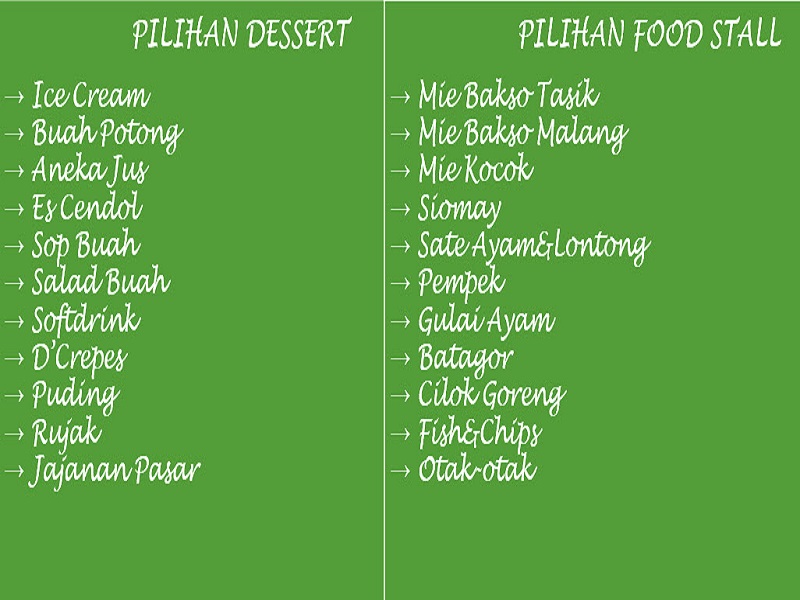 PILIHAN DESSERT
→ Ice Cream
→ Buah Potong
→ Aneka Jus
→ Es Cendol
→ Sop Buah
→ Salad Buah
→ Softdrink
→ D'Crepes
→ Puding
→ Rujak
→ Jajanan Pasar
PILIHAN FOOD STALL
→ Mie Bakso Tasik
→ Mie Bakso Malang
→ Mie Kocok
→ Siomay
→ Sate Ayam&Lontong
→ Pempek
→ Gulai Ayam
→ Batagor
→ Cilok Goreng
→ Fish&Chips
→ Otak-otak